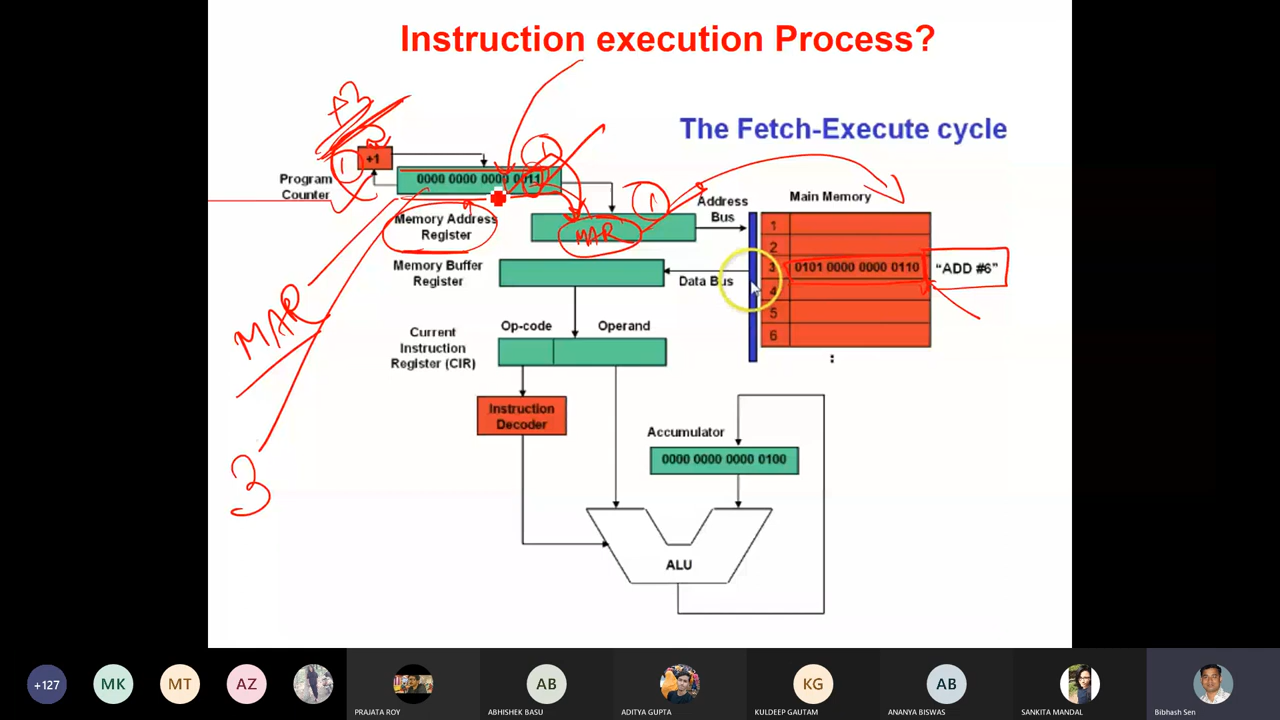 Instruction execution Process?
The Fetch-Execute cycle
+3
1
+1
Program
Counter
0000 0000 0000 0011
1
1
Memory Address
Register
MAR
Address
Bus
Main Memory
1
2
3 0101 0000 0000 0110 "ADD #6"
4
5
6
:
Memory Buffer
Register
Data Bus
MAR
Op-code Operand
Current
Instruction
Register (CIR)
Instruction
Decoder
Accumulator
0000 0000 0000 0100
3
ALU
+127
MK
MT
AZ
PRAJATA ROY
AB
ABHISHEK BASU
ADITYA GUPTA
KG
KULDEEP GAUTAM
AB
ANANYA BISWAS
SANKITA MANDAL
Bibhash Sen